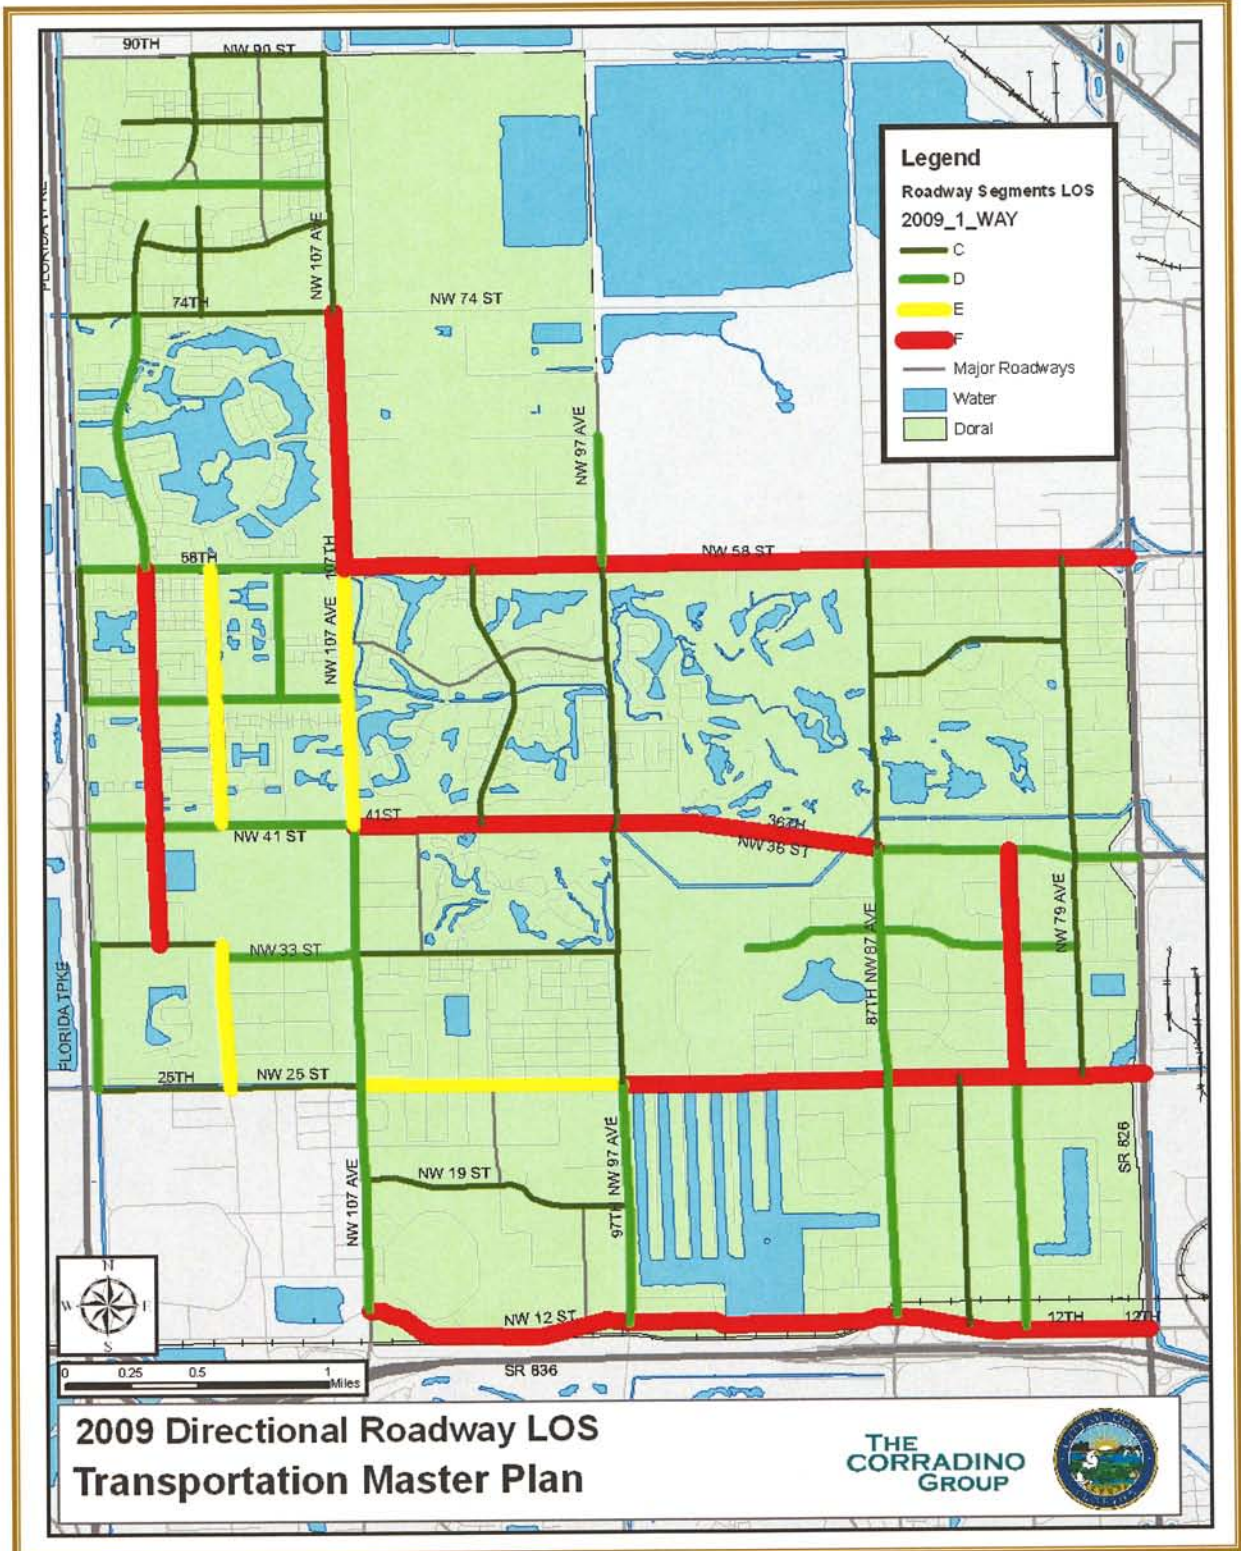 90TH
NW 90 ST
Legend
Roadway Segments LOS
2009_1_WAY
C
D
E
F
Major Roadways
Water
Doral
FLORIDA TPKE
NW 107 AVE
74TH
NW 74 ST
NW 97 AVE
58TH
107TH
NW 58 ST
NW 107 AVE
41ST
NW 41 ST
36TH
NW 36 ST
NW 33 ST
87TH NW 87 AVE
NW 79 AVE
FLORIDA TPKE
25TH
NW 25 ST
NW 107 AVE
NW 19 ST
97TH NW 97 AVE
SR 826
N
W E
S
NW 12 ST
12TH
12TH
0 0.25 0.5 1
Miles
SR 836
2009 Directional Roadway LOS
Transportation Master Plan
THE
CORRADINO
GROUP